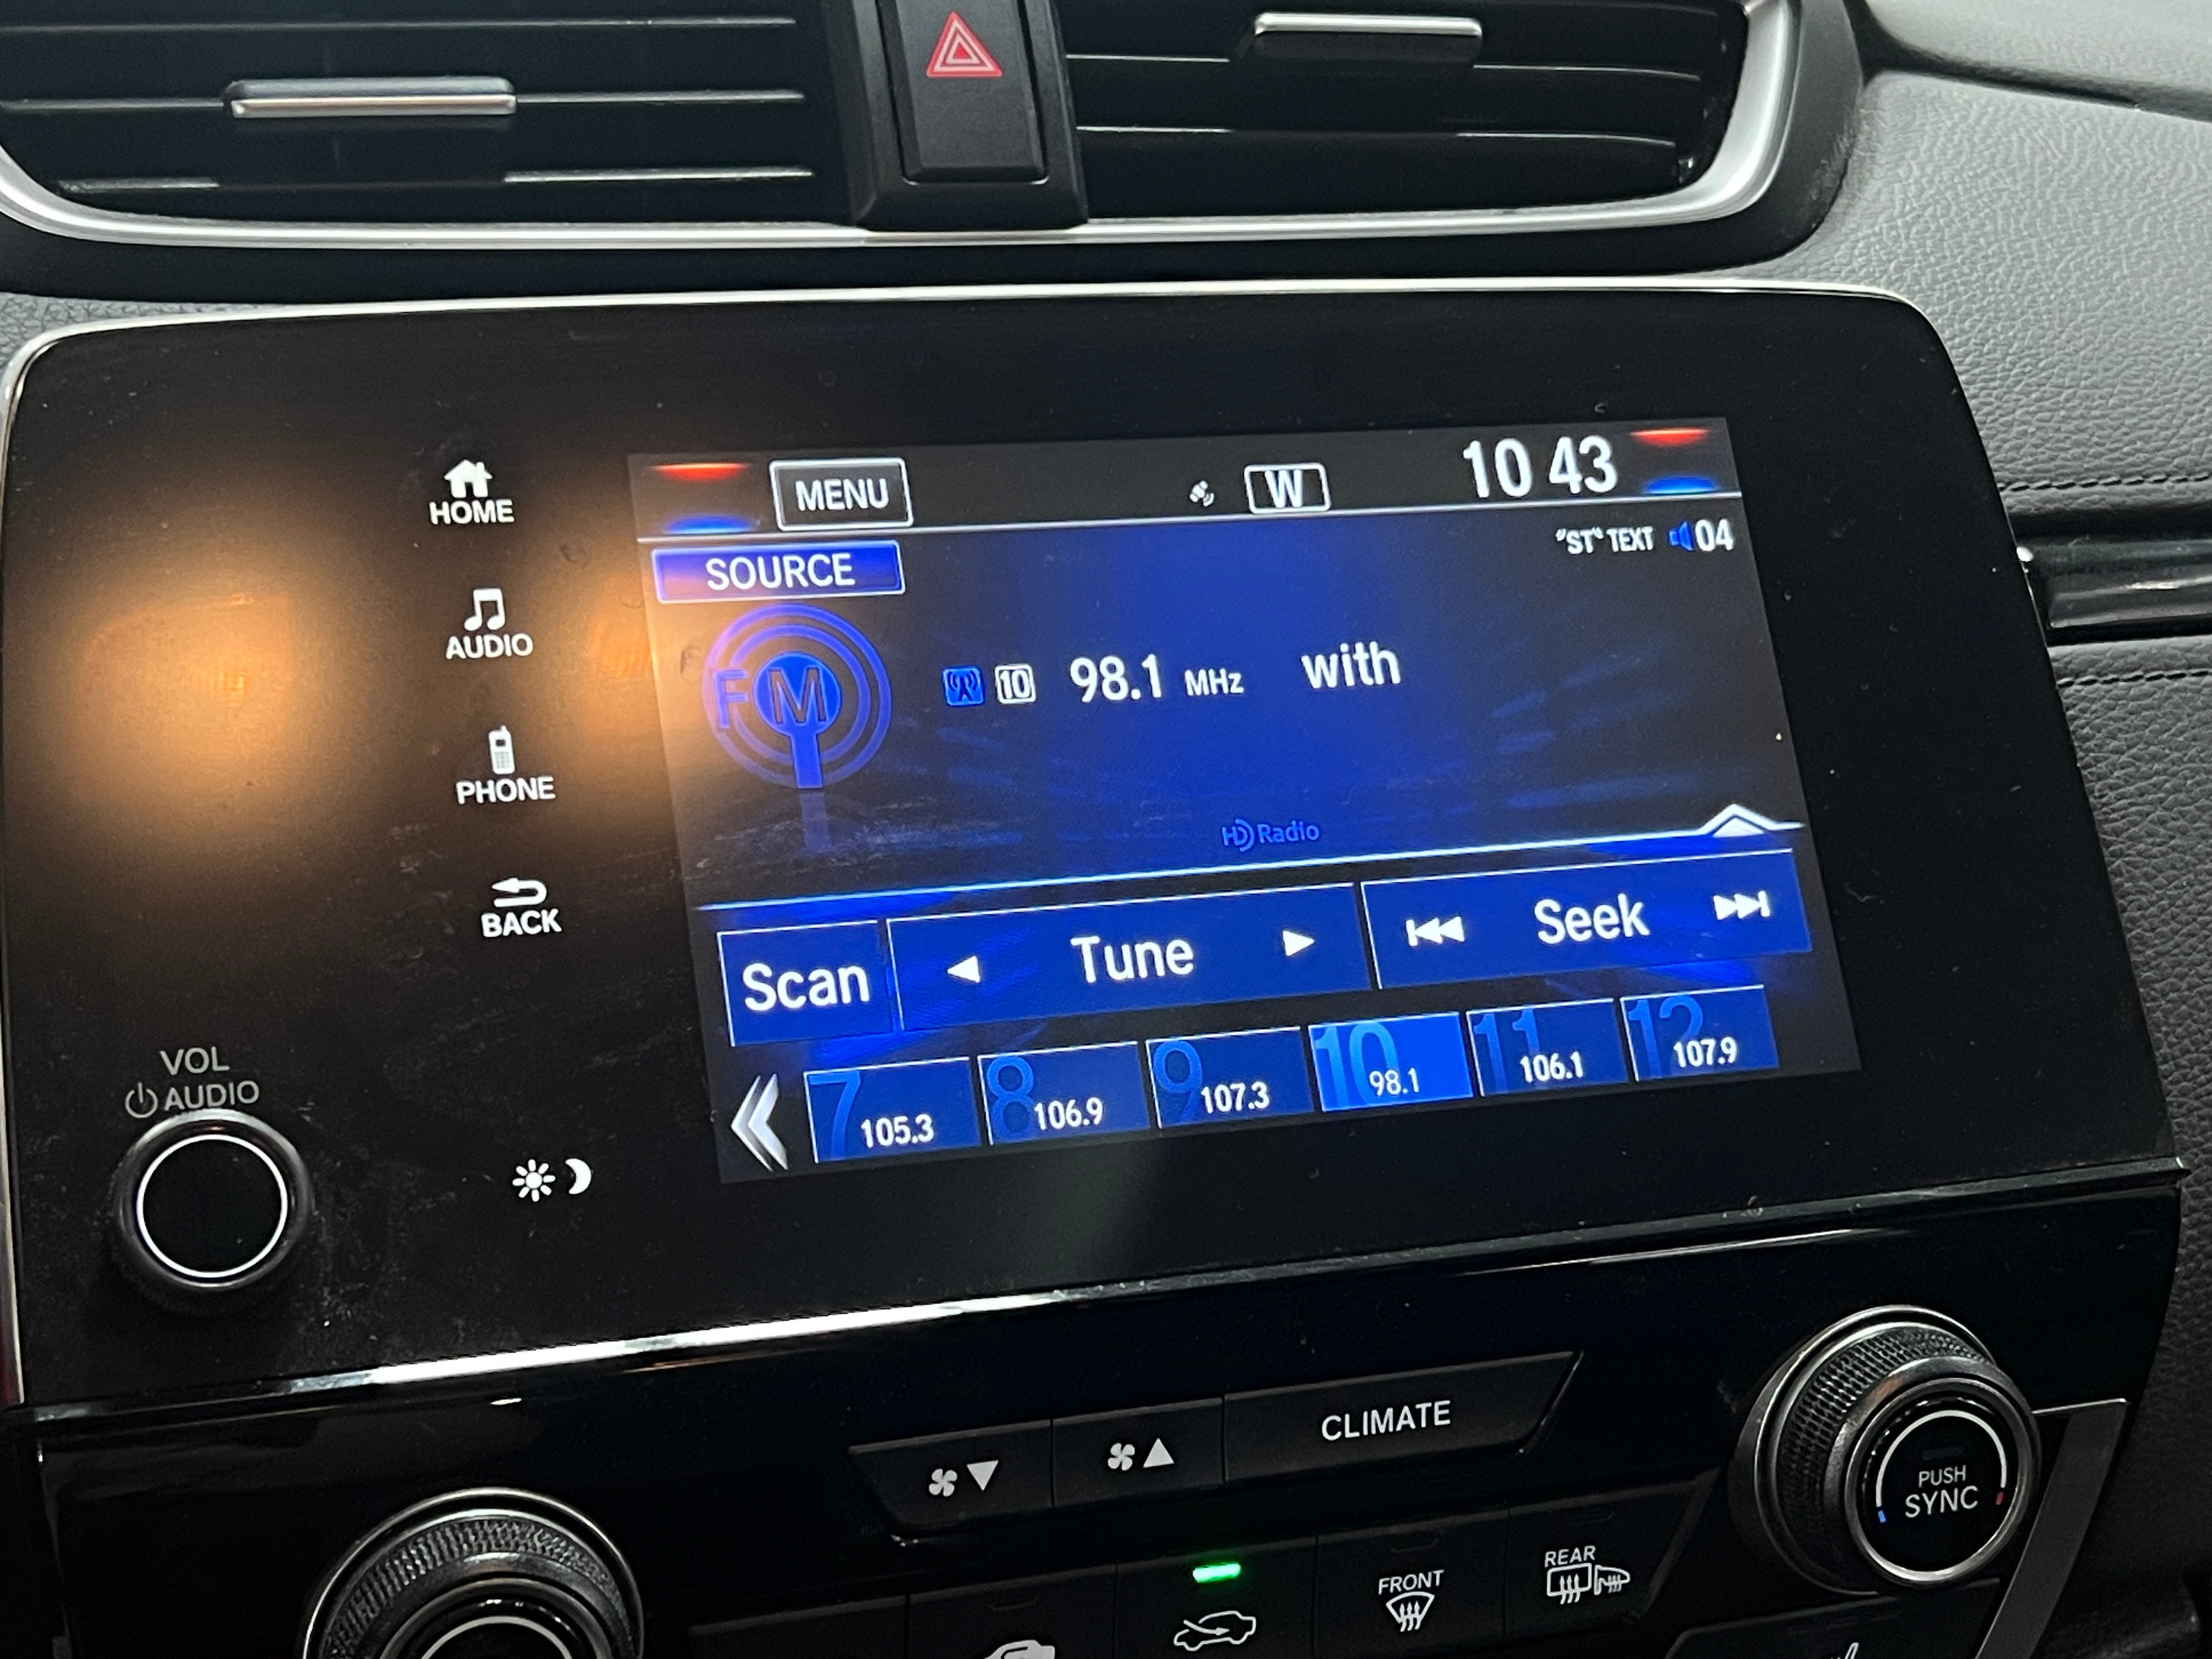 MENU W 10 43
HOME
SOURCE "ST" TEXT 04
AUDIO
FM 10 98.1 MHz with
PHONE
HD Radio
BACK
Scan Tune Seek
7 105.3 8 106.9 9 107.3 10 98.1 11 106.1 12 107.9
VOL
AUDIO
CLIMATE
PUSH
SYNC
FRONT
REAR